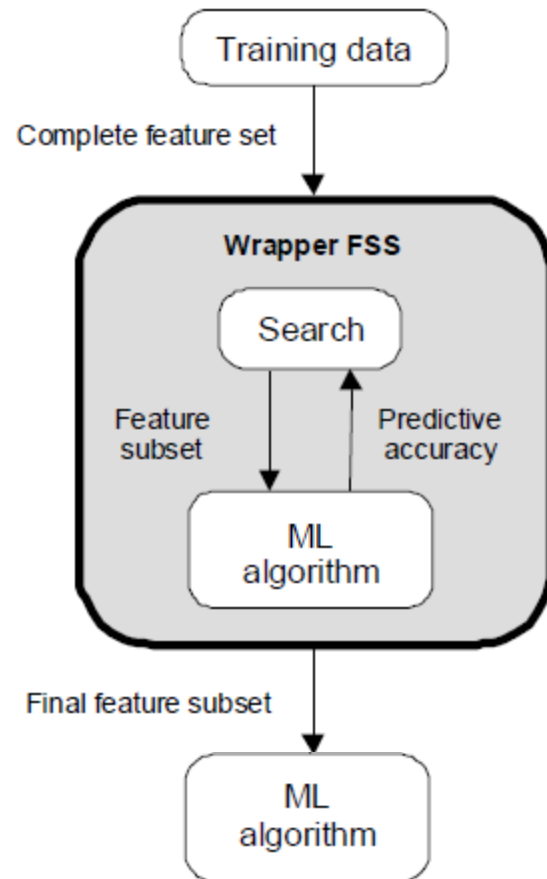 Training data
Complete feature set
Wrapper FSS
Search
Feature
subset
Predictive
accuracy
ML
algorithm
Final feature subset
ML
algorithm